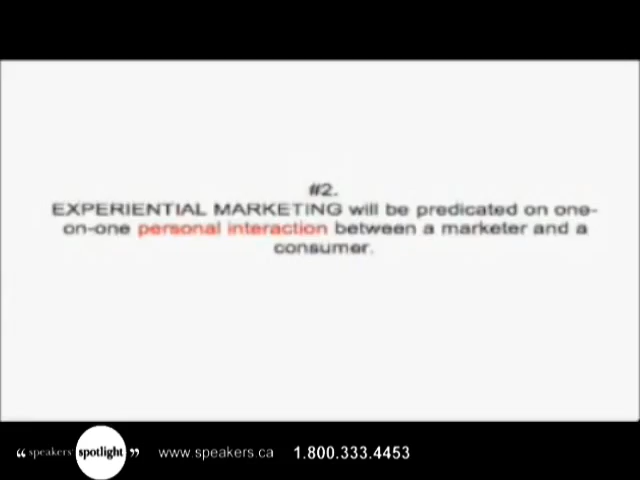 #2.
EXPERIENTIAL MARKETING will be predicated on one-
on-one personal interaction between a marketer and a
consumer.
“ speakers' spotlight ” www.speakers.ca 1.800.333.4453